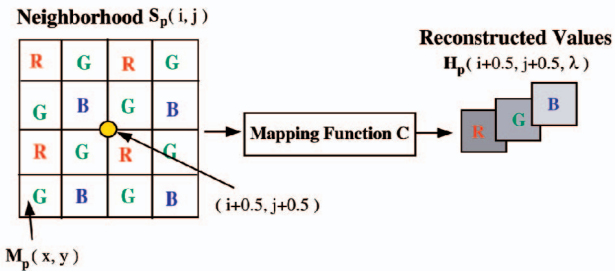 Neighborhood S_p( i, j )
R G R G
G B G B
R G R G
G B G B
M_p( x, y )
( i+0.5, j+0.5 )
Mapping Function C
Reconstructed Values
H_p( i+0.5, j+0.5, λ )
R G B